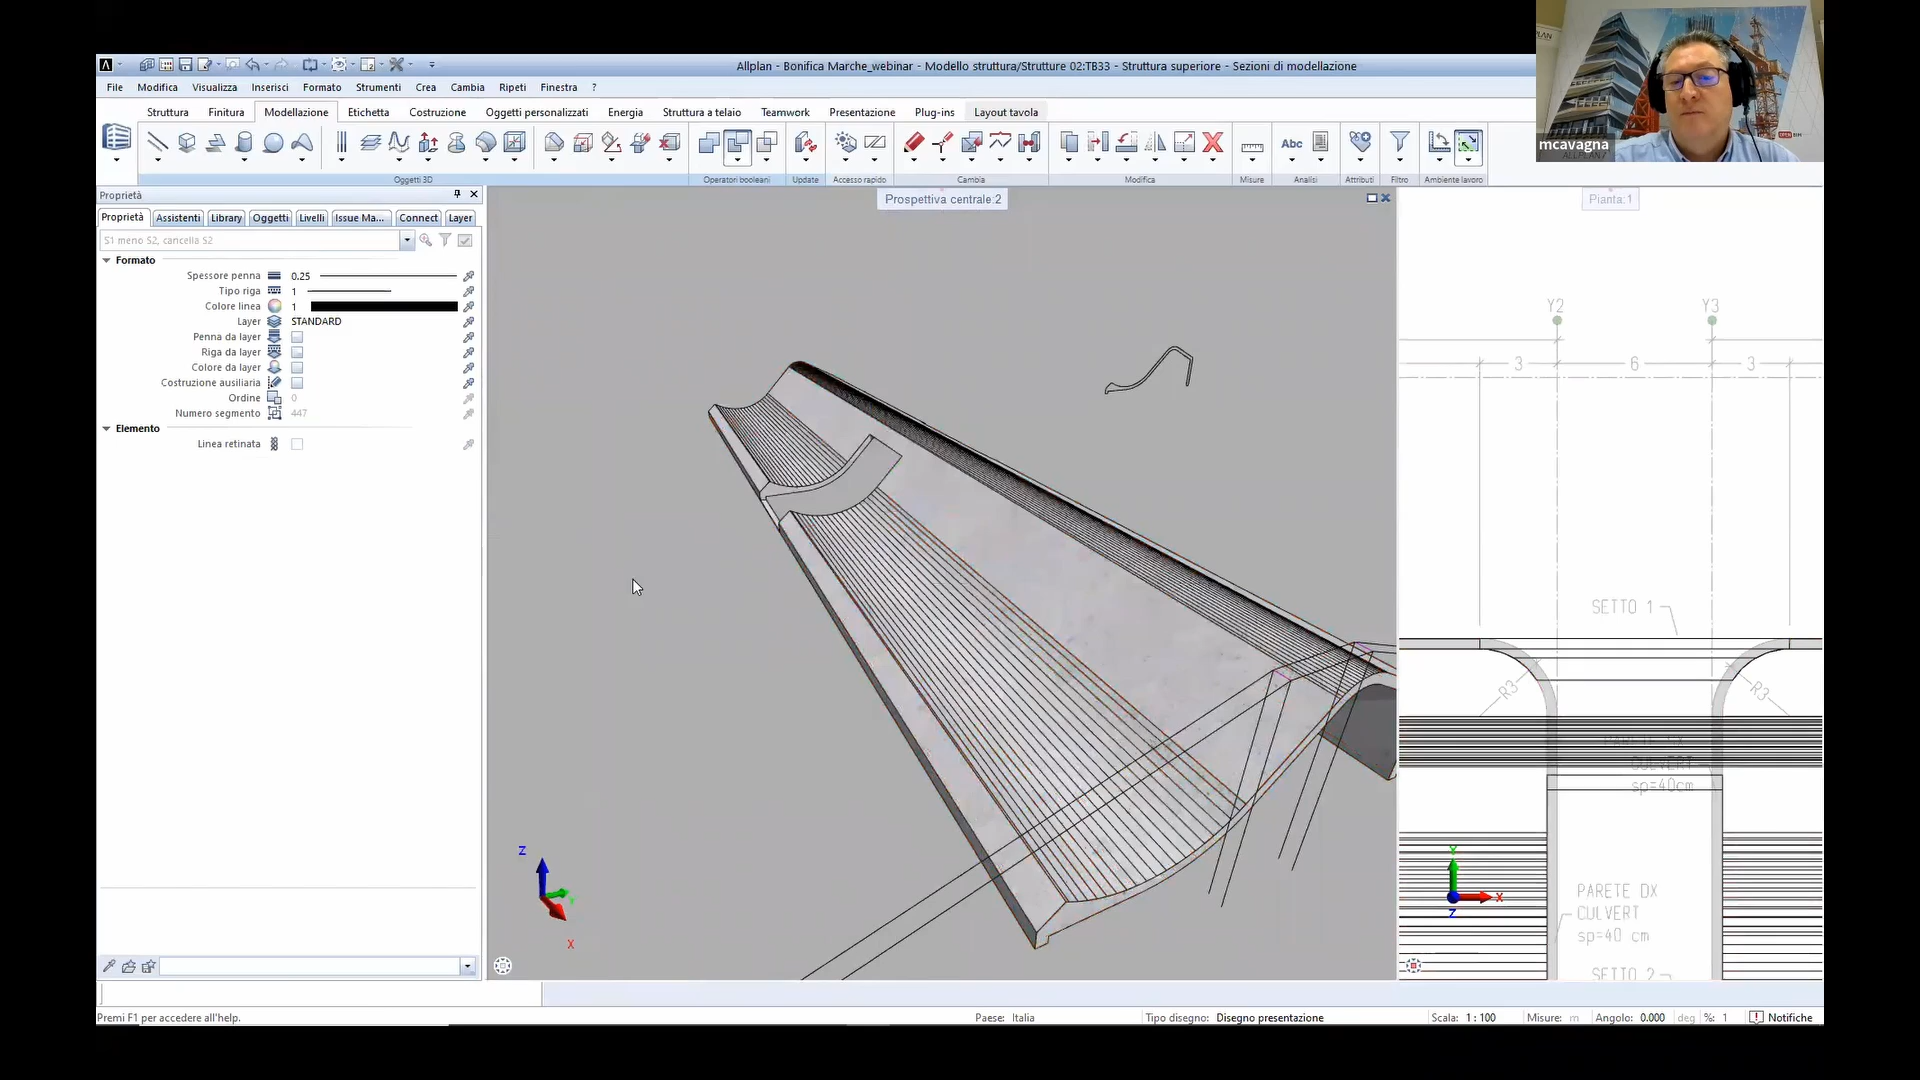 Allplan - Bonifica Marche_webinar - Modello struttura/Strutture 02:TB33 - Struttura superiore - Sezioni di modellazione
File Modifica Visualizza Inserisci Formato Strumenti Crea Cambia Ripeti Finestra ?
Struttura Finitura Modellazione Etichetta Costruzione Oggetti personalizzati Energia Struttura a telaio Teamwork Presentazione Plug-ins Layout tavola
mcavagna
Abc
Oggetti 3D Operatori booleani Update Accesso rapido Cambia Modifica Misure Analisi Attributi Filtro Ambiente lavoro
Proprietà
Proprietà Assistenti Library Oggetti Livelli Issue Ma... Connect Layer
S1 meno S2, cancella S2
Formato
Spessore penna 0.25
Tipo riga 1
Colore linea 1
Layer STANDARD
Penna da layer
Riga da layer
Colore da layer
Costruzione ausiliaria
Ordine 0
Numero segmento 447
Elemento
Linea retinata
Prospettiva centrale:2
Z
X
Pianta:1
Y2 Y3
3 6 3
SETTO 1
R3 R3
PARETE DX
CULVERT
sp=40cm
PARETE DX
CULVERT
sp=40 cm
SETTO 2
Y
X
Z
Premi F1 per accedere all'help.
Paese: Italia
Tipo disegno: Disegno presentazione
Scala: 1 : 100
Misure: m
Angolo: 0.000 deg
%: 1
Notifiche